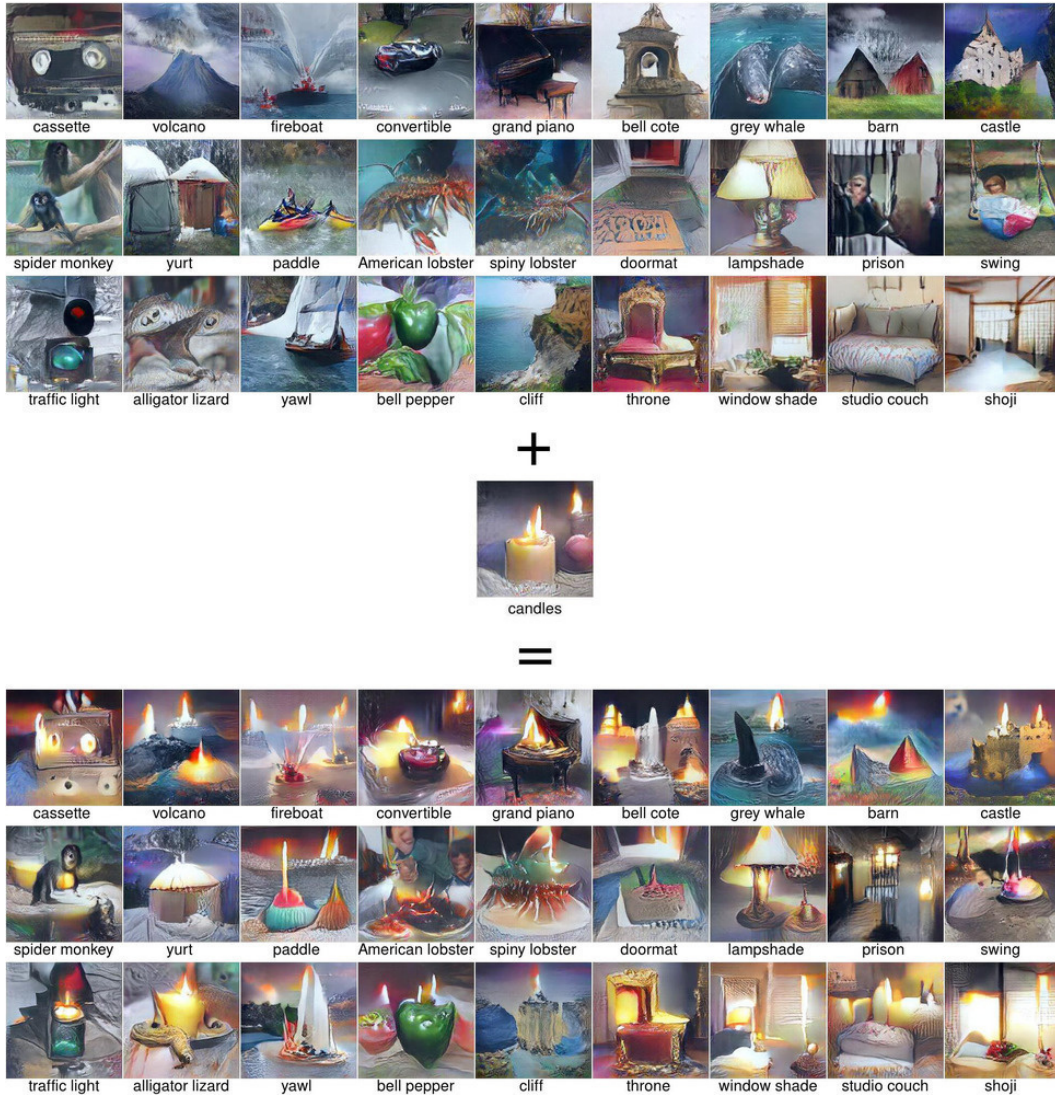 cassette volcano fireboat convertible grand piano bell cote grey whale barn castle
spider monkey yurt paddle American lobster spiny lobster doormat lampshade prison swing
traffic light alligator lizard yawl bell pepper cliff throne window shade studio couch shoji
+
candles
=
cassette volcano fireboat convertible grand piano bell cote grey whale barn castle
spider monkey yurt paddle American lobster spiny lobster doormat lampshade prison swing
traffic light alligator lizard yawl bell pepper cliff throne window shade studio couch shoji